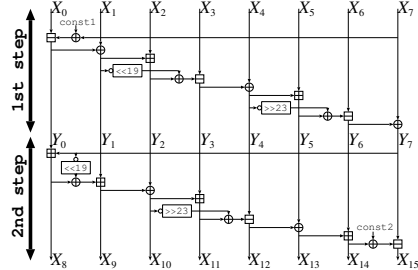 X0 X1 X2 X3 X4 X5 X6 X7
const1
<<19
>>23
1st step
Y0 Y1 Y2 Y3 Y4 Y5 Y6 Y7
<<19
>>23
const2
2nd step
X8 X9 X10 X11 X12 X13 X14 X15